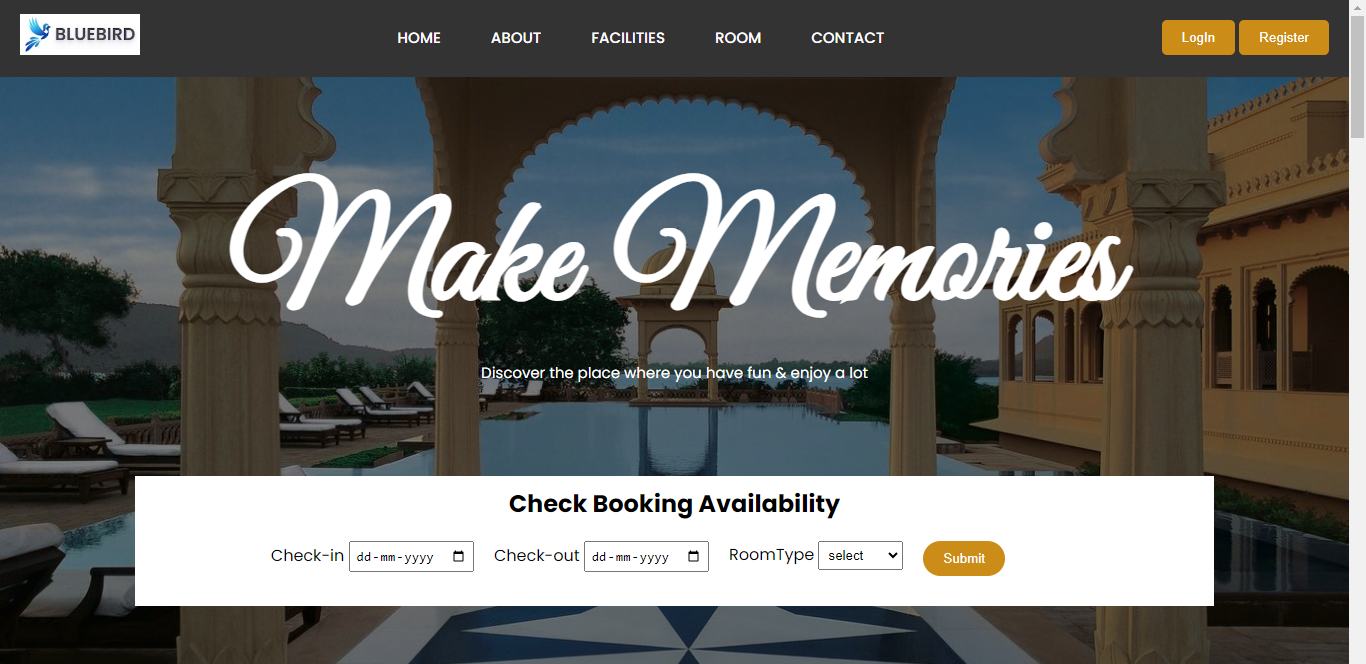 BLUEBIRD
HOME ABOUT FACILITIES ROOM CONTACT
LogIn Register
Make Memories
Discover the place where you have fun & enjoy a lot
Check Booking Availability
Check-in dd-mm-yyyy Check-out dd-mm-yyyy RoomType select Submit